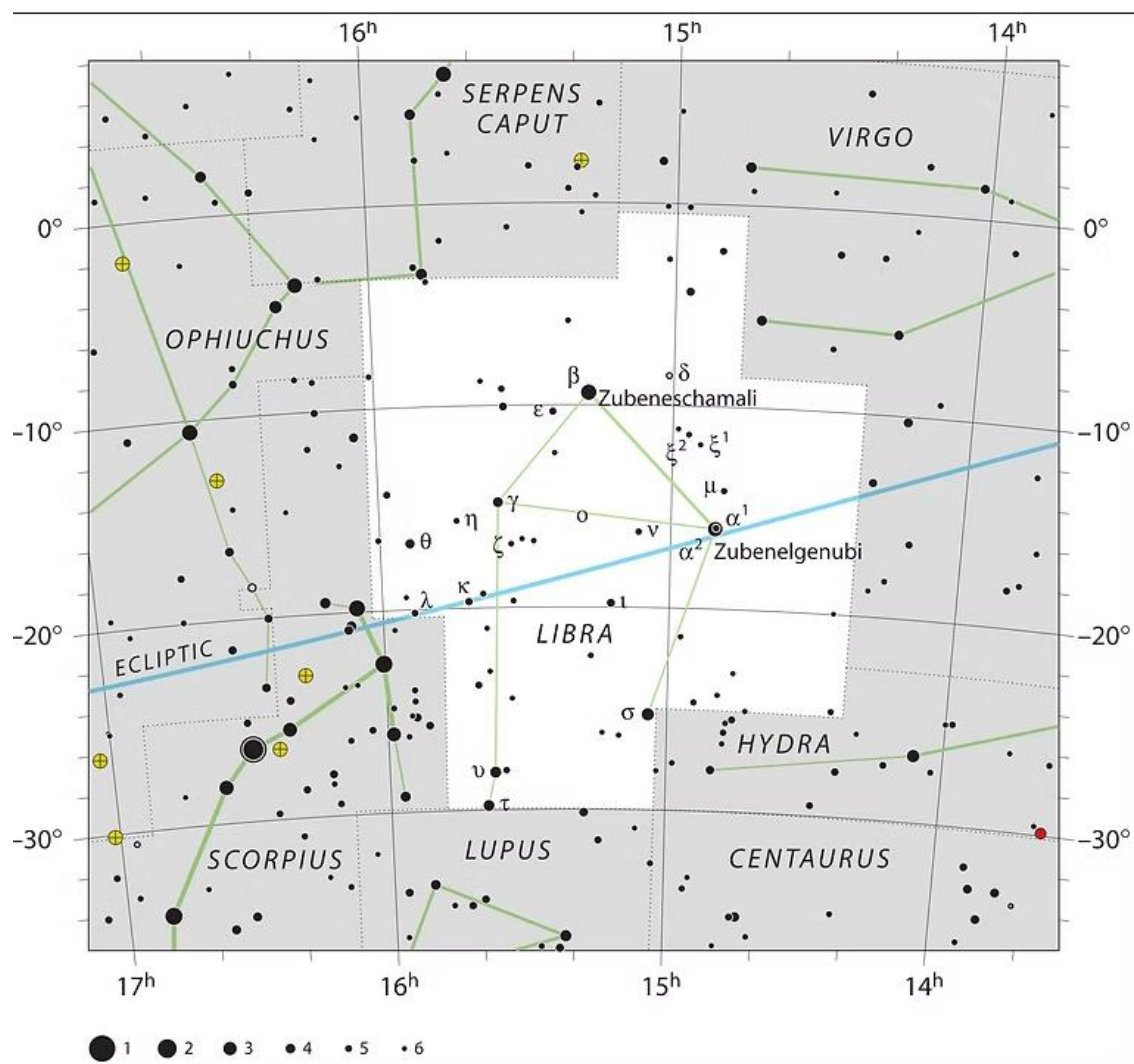 16ʰ 15ʰ 14ʰ
SERPENS
CAPUT
VIRGO
0° 0°
OPHIUCHUS
β δ
Zubeneschamali
ε
–10° –10°
ξ² ξ¹
μ
γ
η ο ν α¹
θ ζ α² Zubenelgenubi
κ
λ ι
LIBRA
–20° –20°
ECLIPTIC
σ
HYDRA
υ
τ
–30° –30°
SCORPIUS LUPUS CENTAURUS
17ʰ 16ʰ 15ʰ 14ʰ
1 2 3 4 5 6